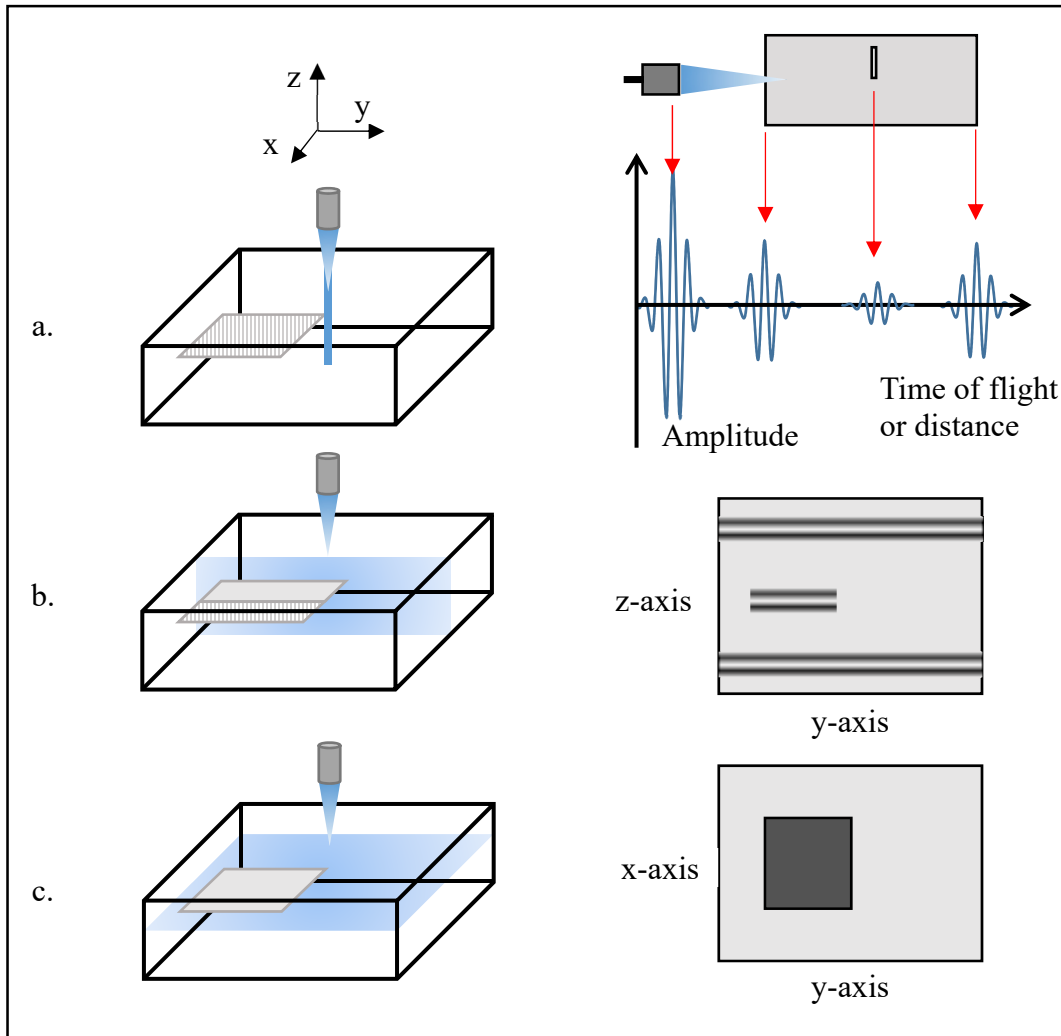 z
y
x
a.
Amplitude
Time of flight
or distance
b.
z-axis
y-axis
c.
x-axis
y-axis